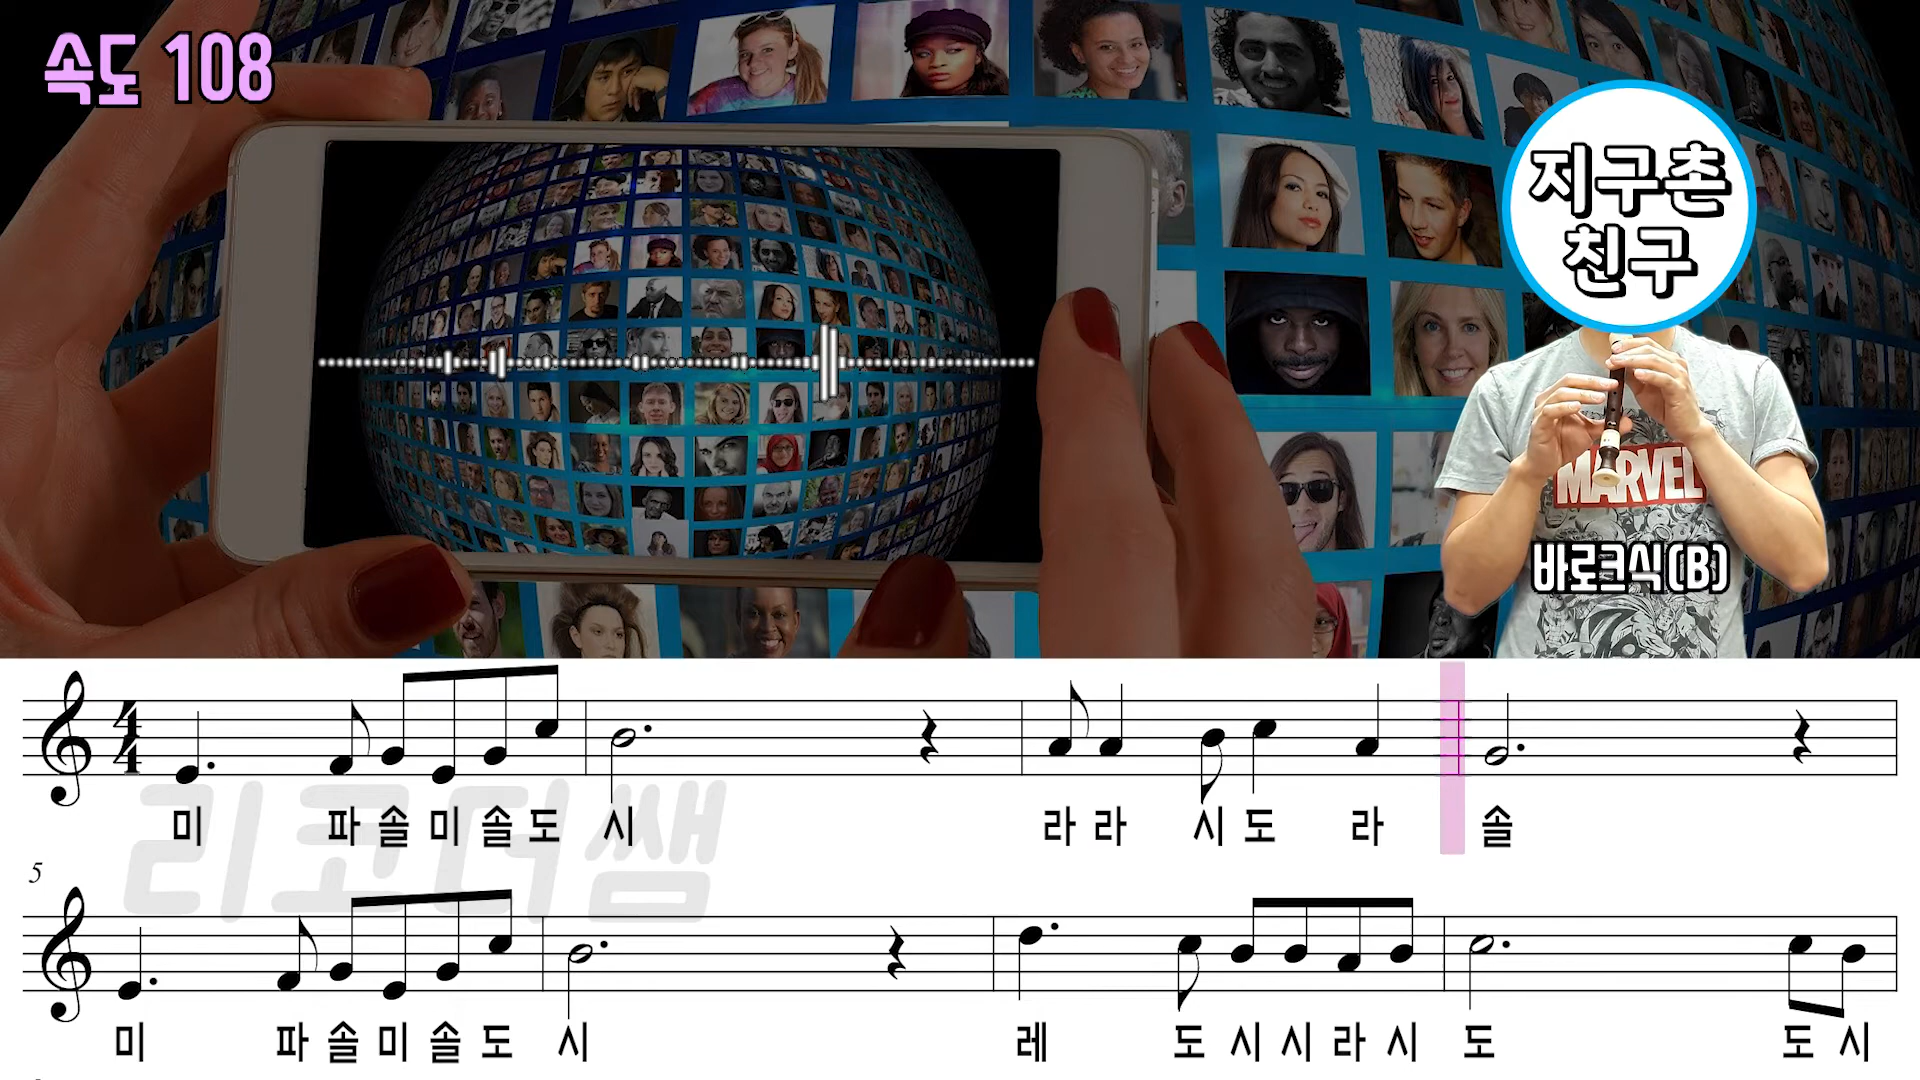 속도 108
지구촌
친구
MARVEL
바로크식(B)
4
4
미 파 솔 미 솔 도 시 라 라 시 도 라 솔
리코더쌤
5
미 파 솔 미 솔 도 시 레 도 시 시 라 시 도 도 시